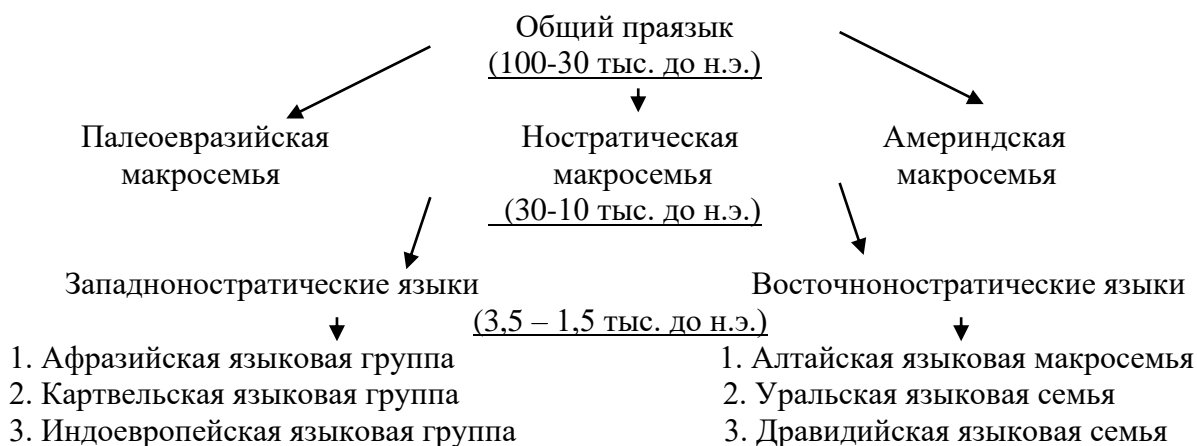 Общий праязык
(100-30 тыс. до н.э.)
Палеоевразийская макросемья
Ностратическая макросемья
(30-10 тыс. до н.э.)
Америндская макросемья
Западноностратические языки
Восточноностратические языки
(3,5 – 1,5 тыс. до н.э.)
1. Афразийская языковая группа
2. Картвельская языковая группа
3. Индоевропейская языковая группа
1. Алтайская языковая макросемья
2. Уральская языковая семья
3. Дравидийская языковая семья